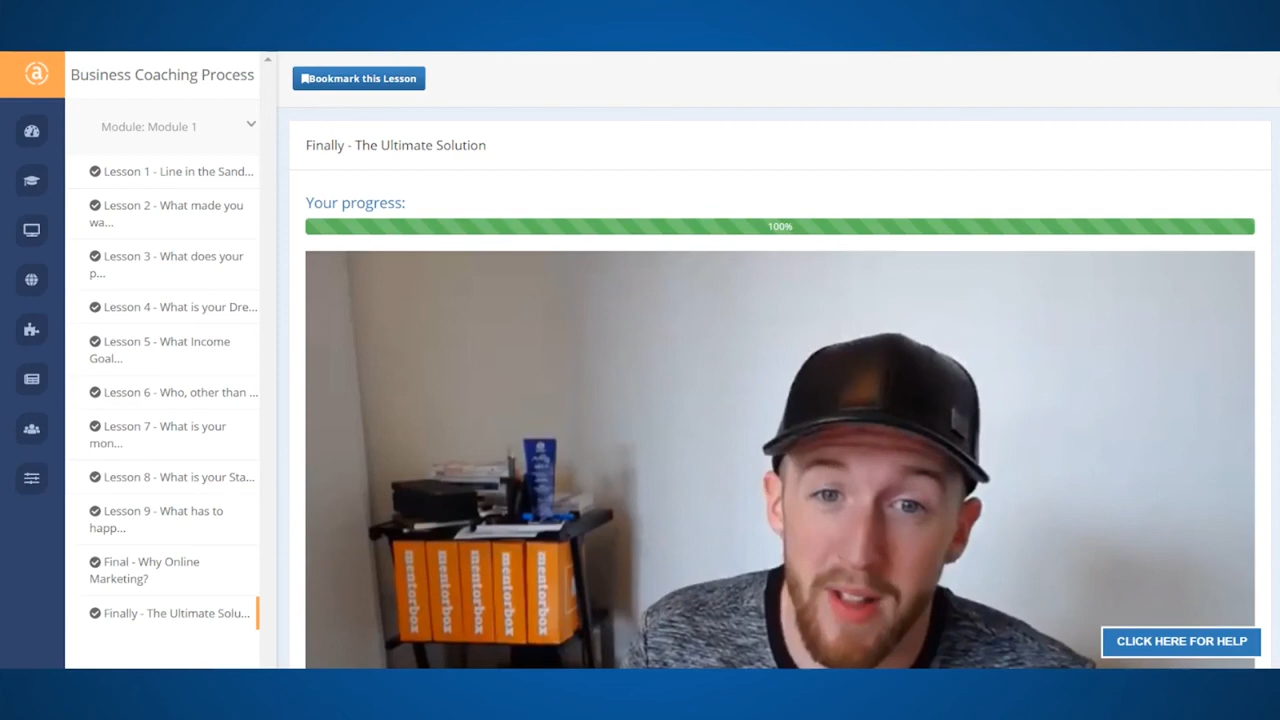 Business Coaching Process
Module: Module 1
Lesson 1 - Line in the Sand...
Lesson 2 - What made you
wa...
Lesson 3 - What does your
p...
Lesson 4 - What is your Dre...
Lesson 5 - What Income
Goal...
Lesson 6 - Who, other than ...
Lesson 7 - What is your
mon...
Lesson 8 - What is your Sta...
Lesson 9 - What has to
happ...
Final - Why Online
Marketing?
Finally - The Ultimate Solu...
Bookmark this Lesson
Finally - The Ultimate Solution
Your progress:
100%
mentorbox
mentorbox
mentorbox
mentorbox
mentorbox
CLICK HERE FOR HELP